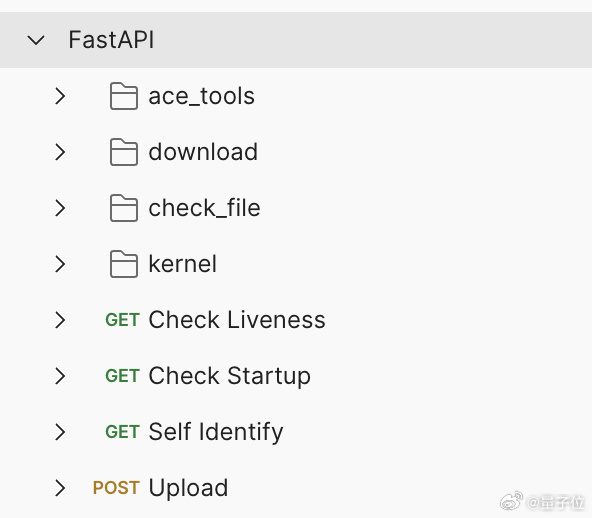 FastAPI
ace_tools
download
check_file
kernel
GET Check Liveness
GET Check Startup
GET Self Identify
POST Upload
@量子位